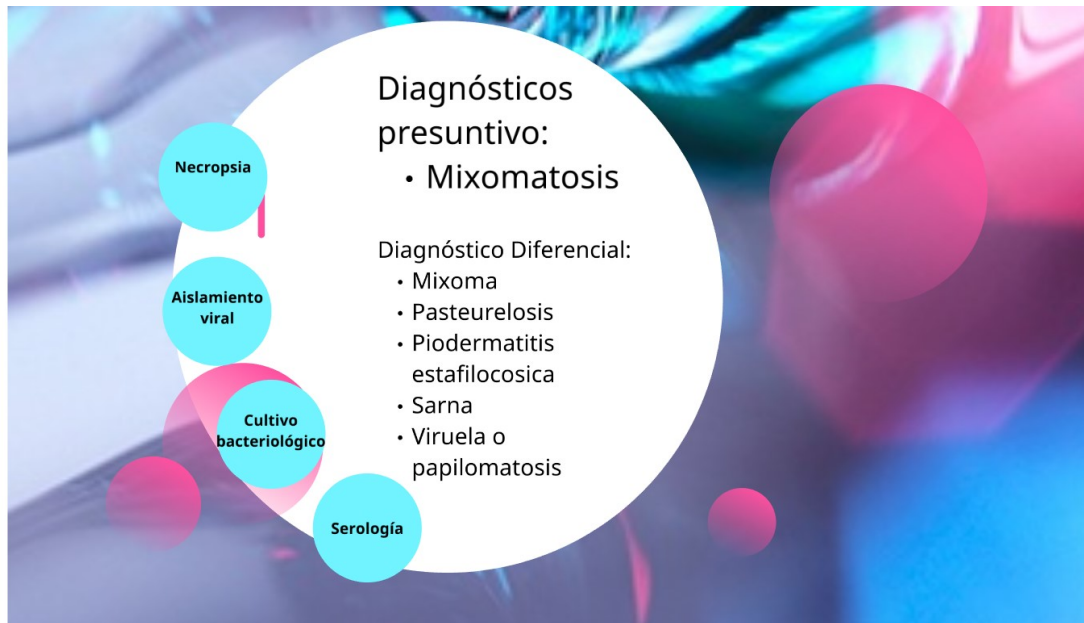 Diagnósticos
presuntivo:
• Mixomatosis
Diagnóstico Diferencial:
• Mixoma
• Pasteurelosis
• Piodermatitis
estafilocosica
• Sarna
• Viruela o
papilomatosis
Necropsia
Aislamiento
viral
Cultivo
bacteriológico
Serología